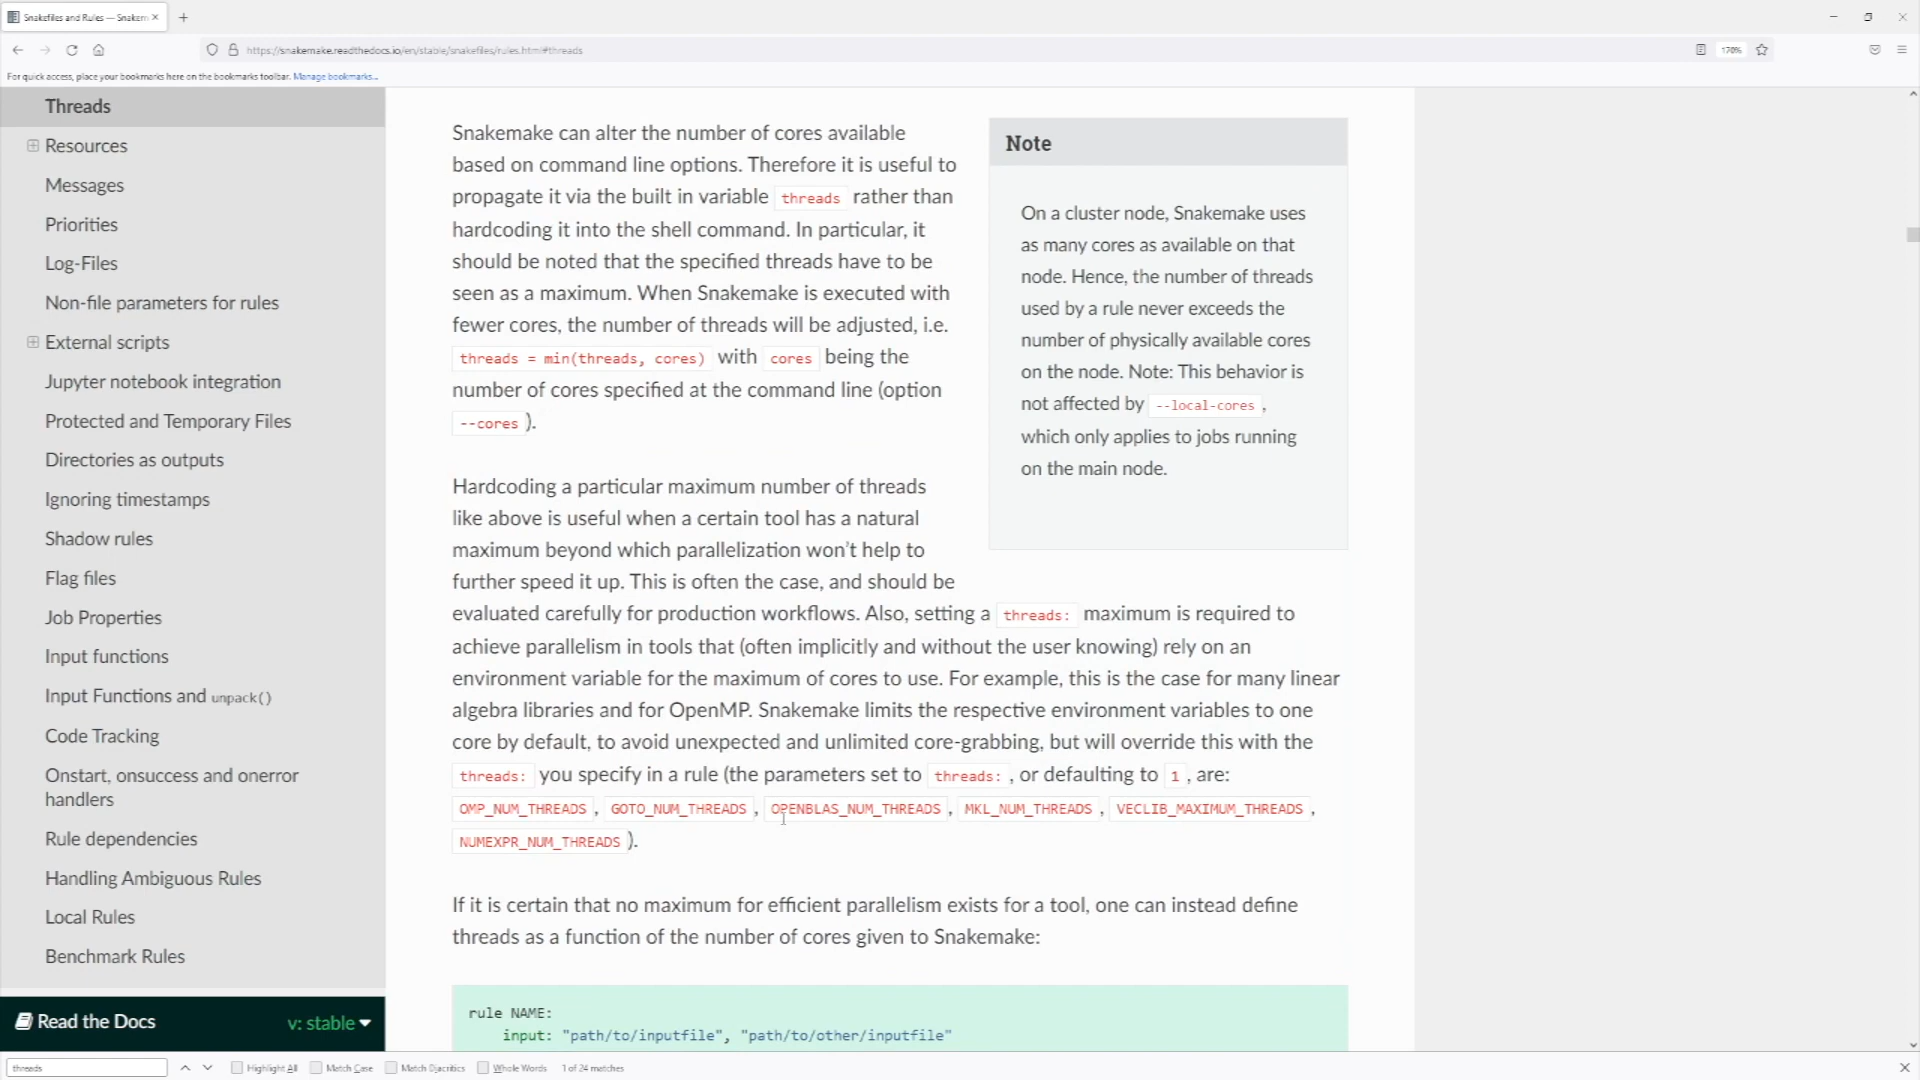 Snakefiles and Rules — Snakem
https://snakemake.readthedocs.io/en/stable/snakefiles/rules.html#threads
170%
For quick access, place your bookmarks here on the bookmarks toolbar. Manage bookmarks...
Threads
Resources
Messages
Priorities
Log-Files
Non-file parameters for rules
External scripts
Jupyter notebook integration
Protected and Temporary Files
Directories as outputs
Ignoring timestamps
Shadow rules
Flag files
Job Properties
Input functions
Input Functions and unpack()
Code Tracking
Onstart, onsuccess and onerror
handlers
Rule dependencies
Handling Ambiguous Rules
Local Rules
Benchmark Rules
Read the Docs
v: stable
Snakemake can alter the number of cores available
based on command line options. Therefore it is useful to
propagate it via the built in variable threads rather than
hardcoding it into the shell command. In particular, it
should be noted that the specified threads have to be
seen as a maximum. When Snakemake is executed with
fewer cores, the number of threads will be adjusted, i.e.
threads = min(threads, cores) with cores being the
number of cores specified at the command line (option
--cores ).
Note
On a cluster node, Snakemake uses
as many cores as available on that
node. Hence, the number of threads
used by a rule never exceeds the
number of physically available cores
on the node. Note: This behavior is
not affected by --local-cores ,
which only applies to jobs running
on the main node.
Hardcoding a particular maximum number of threads
like above is useful when a certain tool has a natural
maximum beyond which parallelization won't help to
further speed it up. This is often the case, and should be
evaluated carefully for production workflows. Also, setting a threads: maximum is required to
achieve parallelism in tools that (often implicitly and without the user knowing) rely on an
environment variable for the maximum of cores to use. For example, this is the case for many linear
algebra libraries and for OpenMP. Snakemake limits the respective environment variables to one
core by default, to avoid unexpected and unlimited core-grabbing, but will override this with the
threads: you specify in a rule (the parameters set to threads: , or defaulting to 1 , are:
OMP_NUM_THREADS , GOTO_NUM_THREADS , OPENBLAS_NUM_THREADS , MKL_NUM_THREADS , VECLIB_MAXIMUM_THREADS ,
NUMEXPR_NUM_THREADS ).
If it is certain that no maximum for efficient parallelism exists for a tool, one can instead define
threads as a function of the number of cores given to Snakemake:
rule NAME:
input: "path/to/inputfile", "path/to/other/inputfile"
threads
Highlight All
Match Case
Match Diacritics
Whole Words
1 of 24 matches